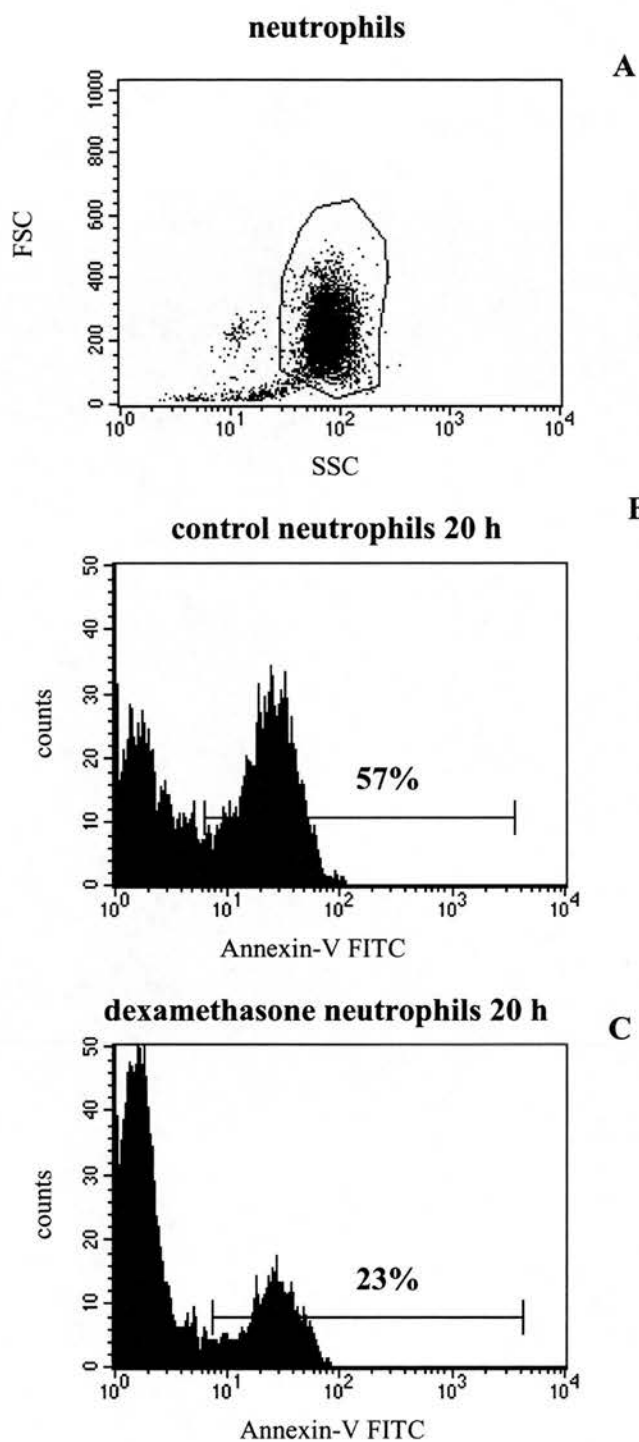 neutrophils
A
1000
800
600
400
200
0
FSC
10^0 10^1 10^2 10^3 10^4
SSC
B
control neutrophils 20 h
50
40
30
20
10
0
counts
57%
10^0 10^1 10^2 10^3 10^4
Annexin-V FITC
dexamethasone neutrophils 20 h
C
50
40
30
20
10
0
counts
23%
10^0 10^1 10^2 10^3 10^4
Annexin-V FITC